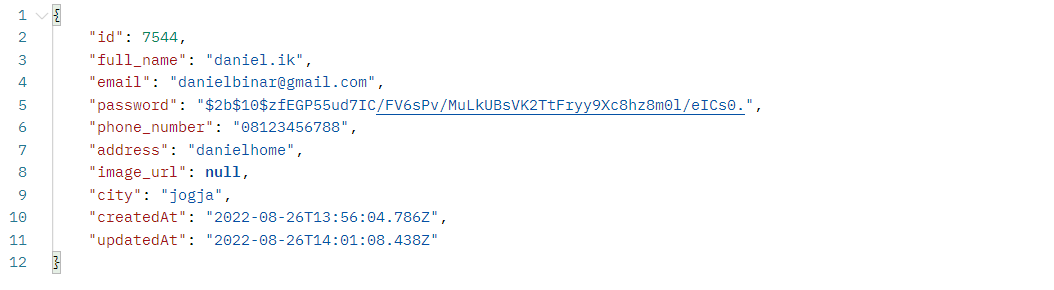 1 {
2 "id": 7544,
3 "full_name": "daniel.ik",
4 "email": "danielbinar@gmail.com",
5 "password": "$2b$10$zfEGP55ud7IC/FV6sPv/MuLkUBsVK2TtFryy9Xc8hz8m0l/eICs0.",
6 "phone_number": "08123456788",
7 "address": "danielhome",
8 "image_url": null,
9 "city": "jogja",
10 "createdAt": "2022-08-26T13:56:04.786Z",
11 "updatedAt": "2022-08-26T14:01:08.438Z"
12 }